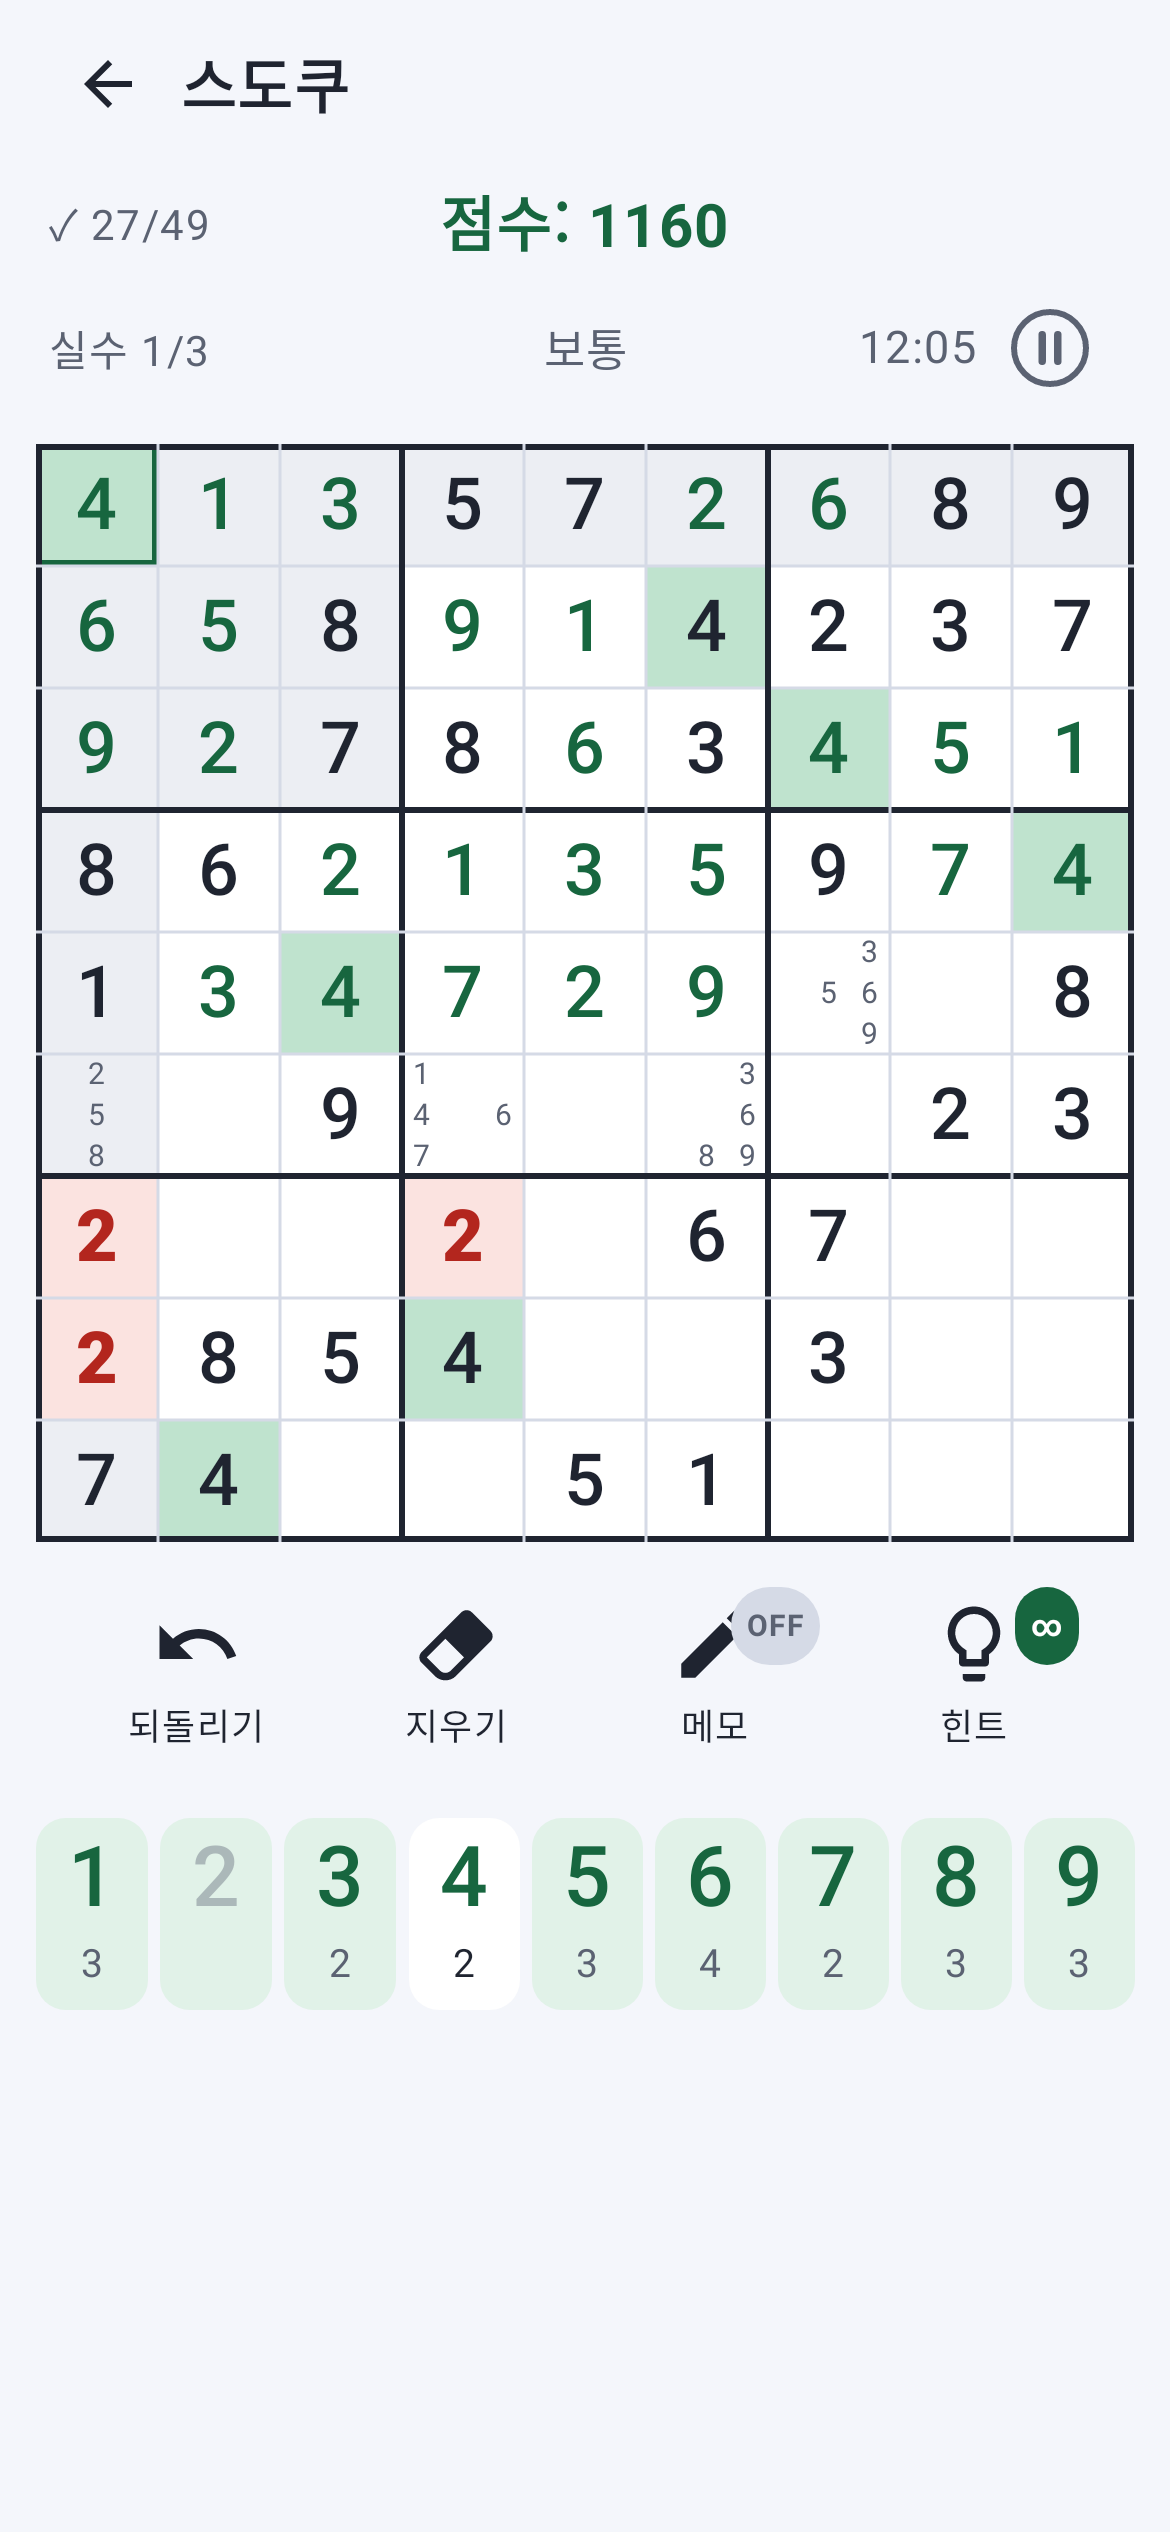 스도쿠
✓ 27/49
점수: 1160
실수 1/3
보통
12:05
4 1 3 5 7 2 6 8 9
6 5 8 9 1 4 2 3 7
9 2 7 8 6 3 4 5 1
8 6 2 1 3 5 9 7 4
1 3 4 7 2 9 3 5 6 9 8
2 5 8 9 1 4 6 7 3 6 8 9 2 3
2 2 6 7
2 8 5 4 3
7 4 5 1
OFF
∞
되돌리기 지우기 메모 힌트
1 2 3 4 5 6 7 8 9
3 2 2 3 4 2 3 3